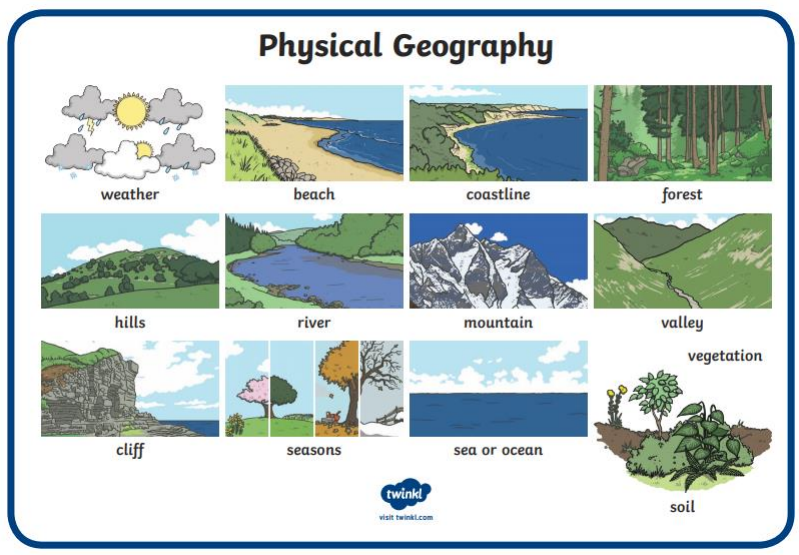 Physical Geography
weather
beach
coastline
forest
hills
river
mountain
valley
vegetation
cliff
seasons
sea or ocean
soil
twinkl
visit twinkl.com